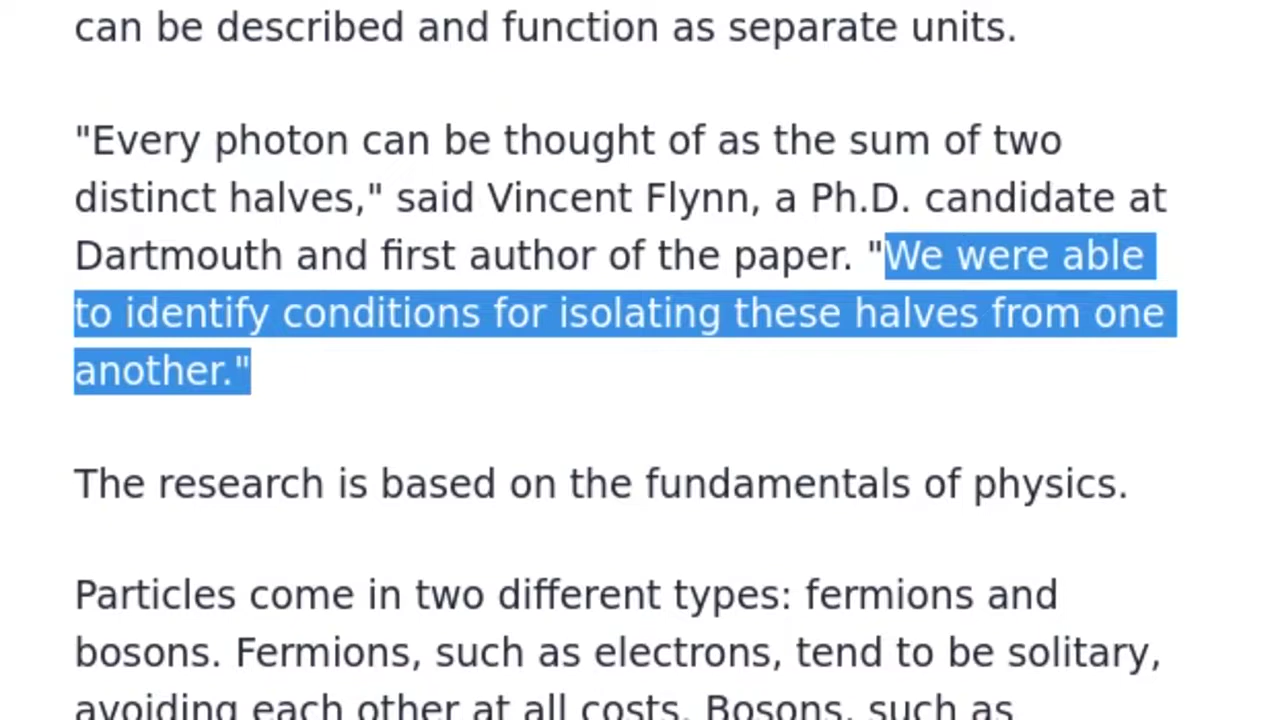 can be described and function as separate units.
"Every photon can be thought of as the sum of two
distinct halves," said Vincent Flynn, a Ph.D. candidate at
Dartmouth and first author of the paper. "We were able
to identify conditions for isolating these halves from one
another."
The research is based on the fundamentals of physics.
Particles come in two different types: fermions and
bosons. Fermions, such as electrons, tend to be solitary,
avoiding each other at all costs. Bosons, such as